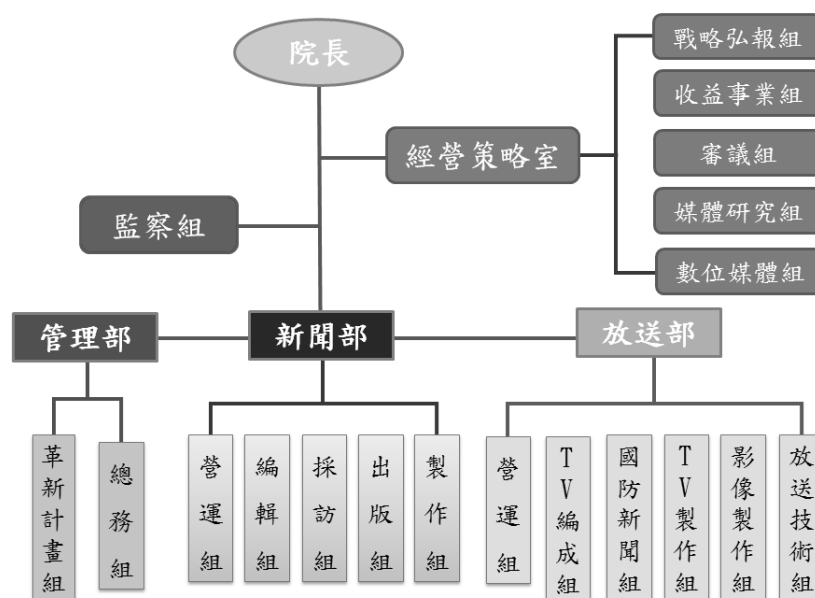 院長
戰略弘報組
收益事業組
經營策略室
審議組
媒體研究組
監察組
數位媒體組
管理部
新聞部
放送部
革新計畫組
總務組
營運組
編輯組
採訪組
出版組
製作組
營運組
TV編成組
國防新聞組
TV製作組
影像製作組
放送技術組